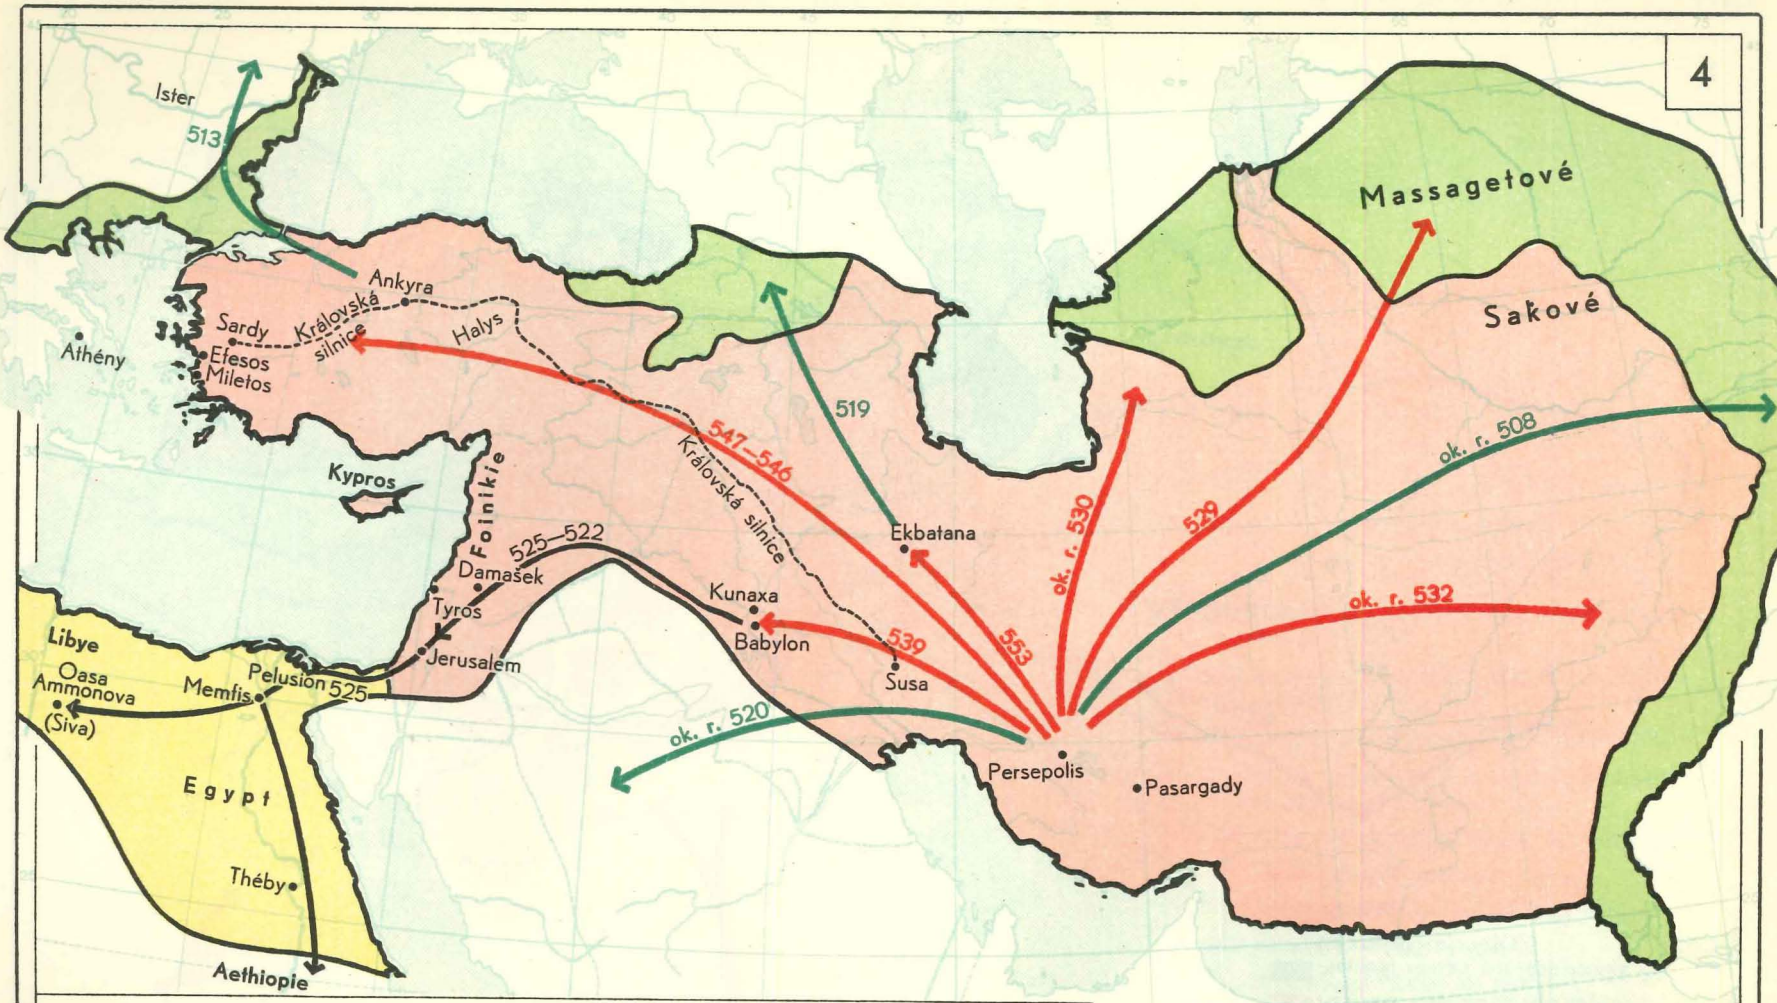 4
Ister
513
Massagetové
Sakové
Ankyra
Královská
silnice
Halys
Sardy
Efesos
Miletos
Athény
519
547–546
Královská silnice
ok. r. 508
Kypros
Foinikie
525–522
Ekbatana
ok. r. 530
529
Damašek
Tyros
Kunaxa
Babylon
539
553
ok. r. 532
Libye
Oasa
Ammonova
(Siva)
Pelusion
525
Memfis
Jerusalem
Susa
ok. r. 520
Persepolis
Pasargady
Egypt
Théby
Aethiopie